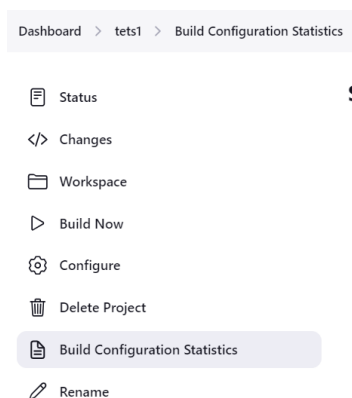 Dashboard > tets1 > Build Configuration Statistics
Status
Changes
Workspace
Build Now
Configure
Delete Project
Build Configuration Statistics
Rename